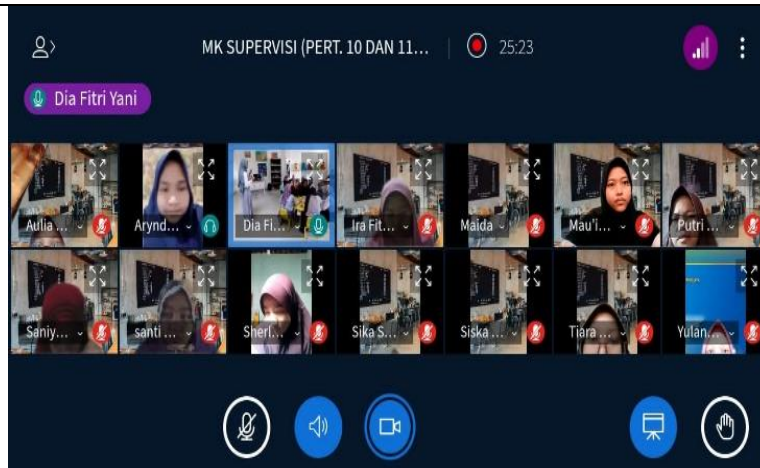 MK SUPERVISI (PERT. 10 DAN 11...
25:23
Dia Fitri Yani
Aulia ...
Arynd...
Dia Fi...
Ira Fit...
Maida
Mau'i...
Putri ...
Saniy...
santi ...
Sherl...
Sika S...
Siska ...
Tiara ...
Yulan...